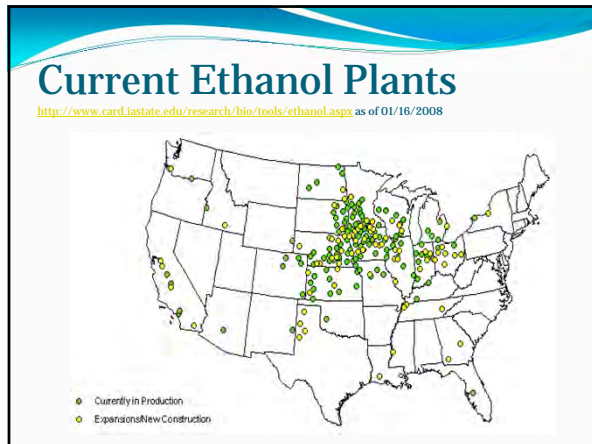 Current Ethanol Plants
http://www.card.iastate.edu/research/bio/tools/ethanol.aspx as of 01/16/2008
Currently in Production
Expansions/New Construction